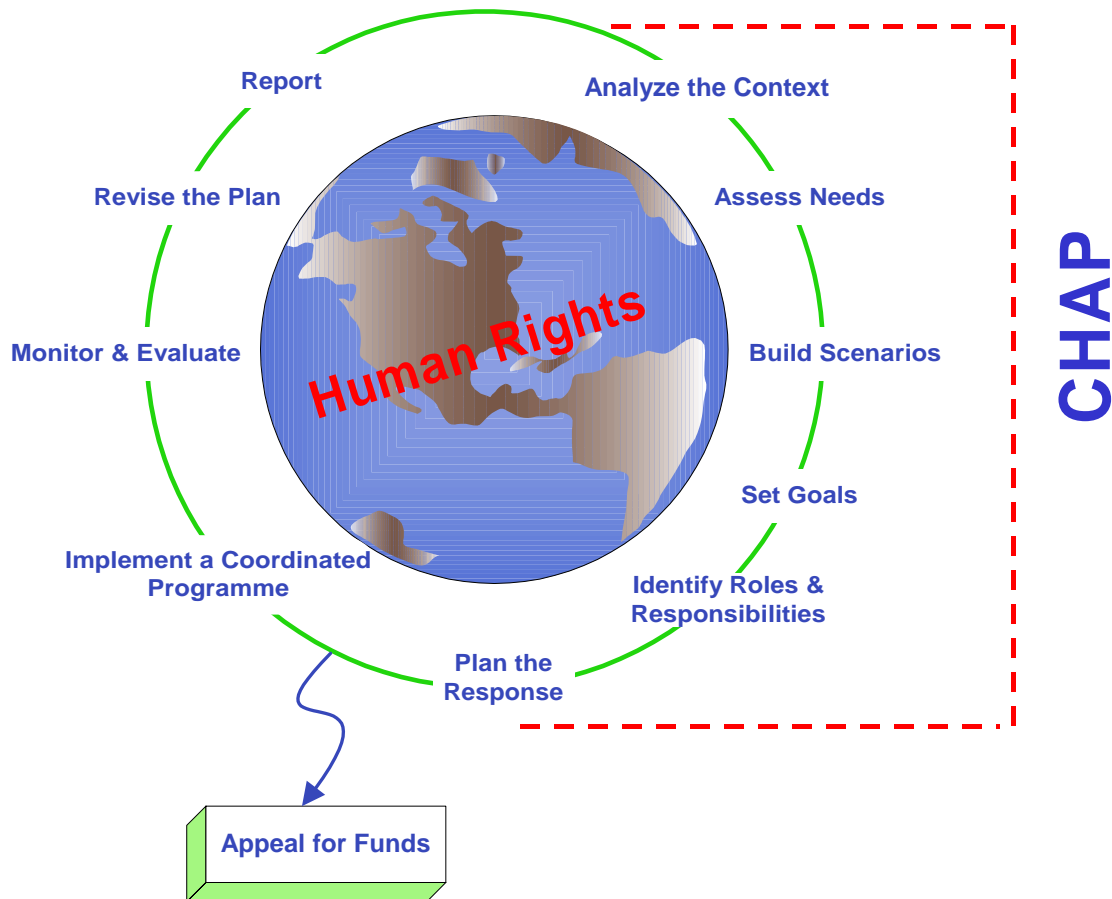 Report
Analyze the Context
Revise the Plan
Assess Needs
CHAP
Human Rights
Monitor & Evaluate
Build Scenarios
Set Goals
Implement a Coordinated
Programme
Identify Roles &
Responsibilities
Plan the
Response
Appeal for Funds